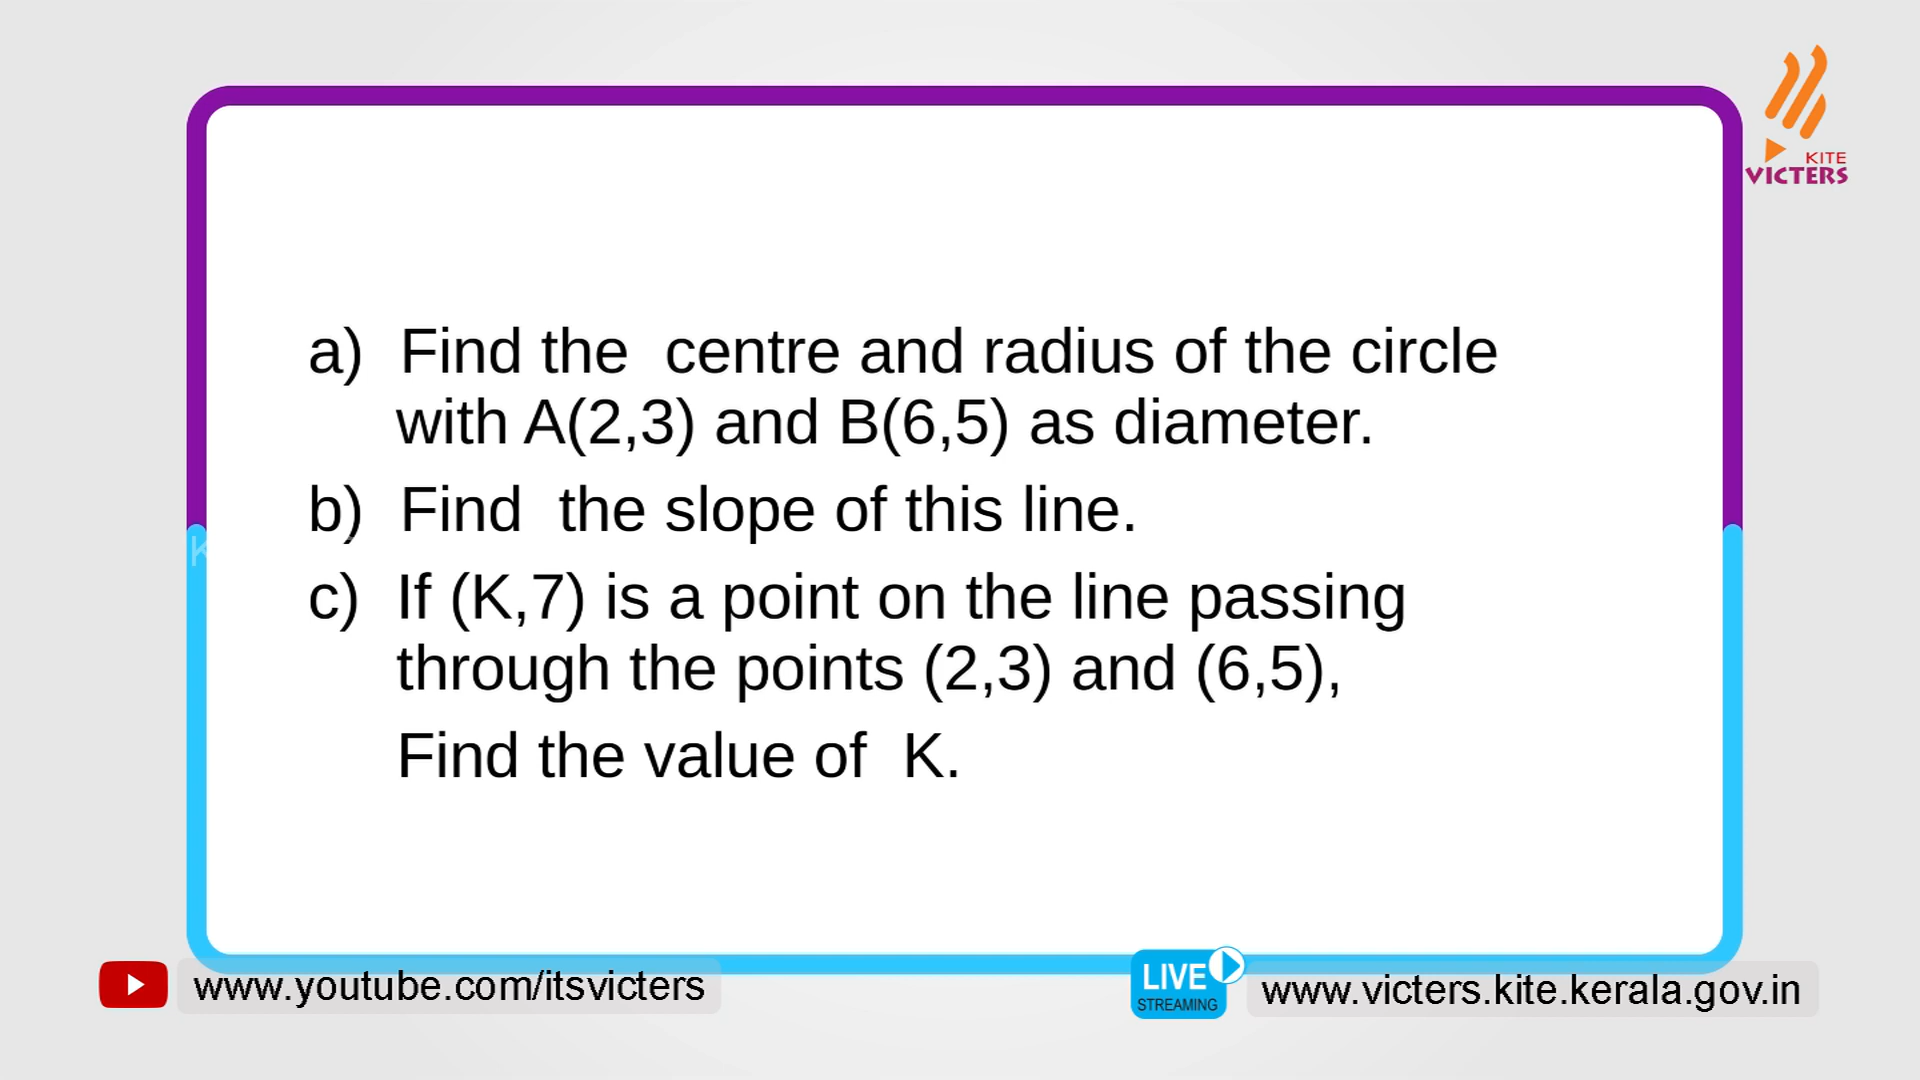 KITE
VICTERS
a) Find the centre and radius of the circle
with A(2,3) and B(6,5) as diameter.
b) Find the slope of this line.
K
c) If (K,7) is a point on the line passing
through the points (2,3) and (6,5),
Find the value of K.
www.youtube.com/itsvicters
LIVE
STREAMING
www.victers.kite.kerala.gov.in